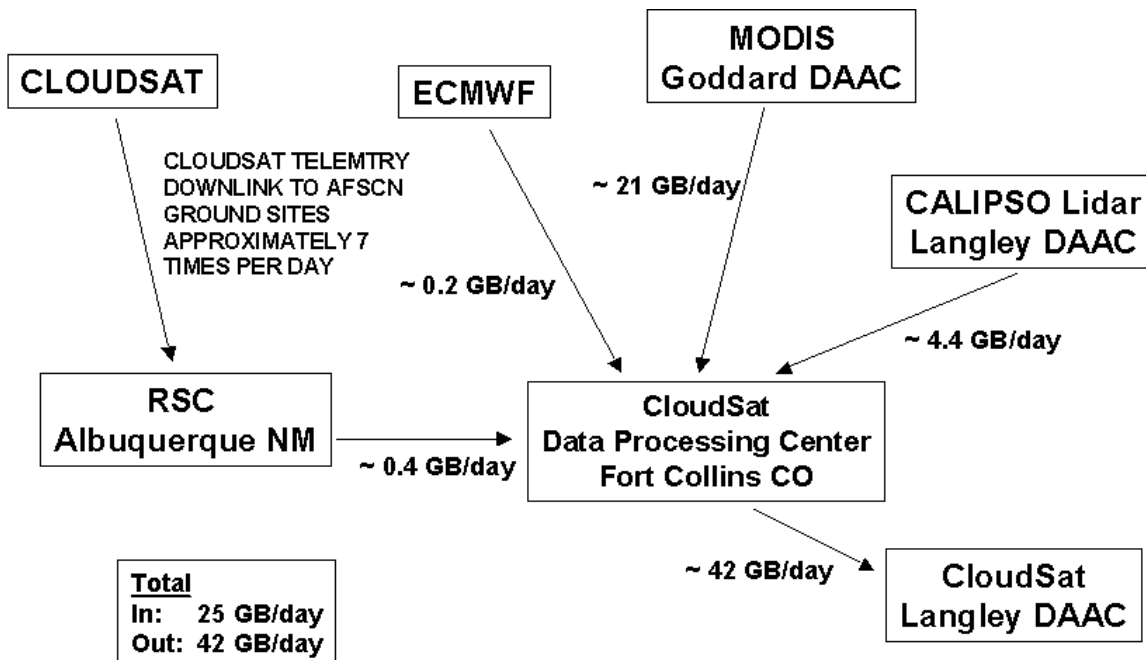 CLOUDSAT
ECMWF
MODIS
Goddard DAAC
CLOUDSAT TELEMTRY
DOWNLINK TO AFSCN
GROUND SITES
APPROXIMATELY 7
TIMES PER DAY
~ 21 GB/day
CALIPSO Lidar
Langley DAAC
~ 0.2 GB/day
~ 4.4 GB/day
RSC
Albuquerque NM
~ 0.4 GB/day
CloudSat
Data Processing Center
Fort Collins CO
~ 42 GB/day
CloudSat
Langley DAAC
Total
In: 25 GB/day
Out: 42 GB/day